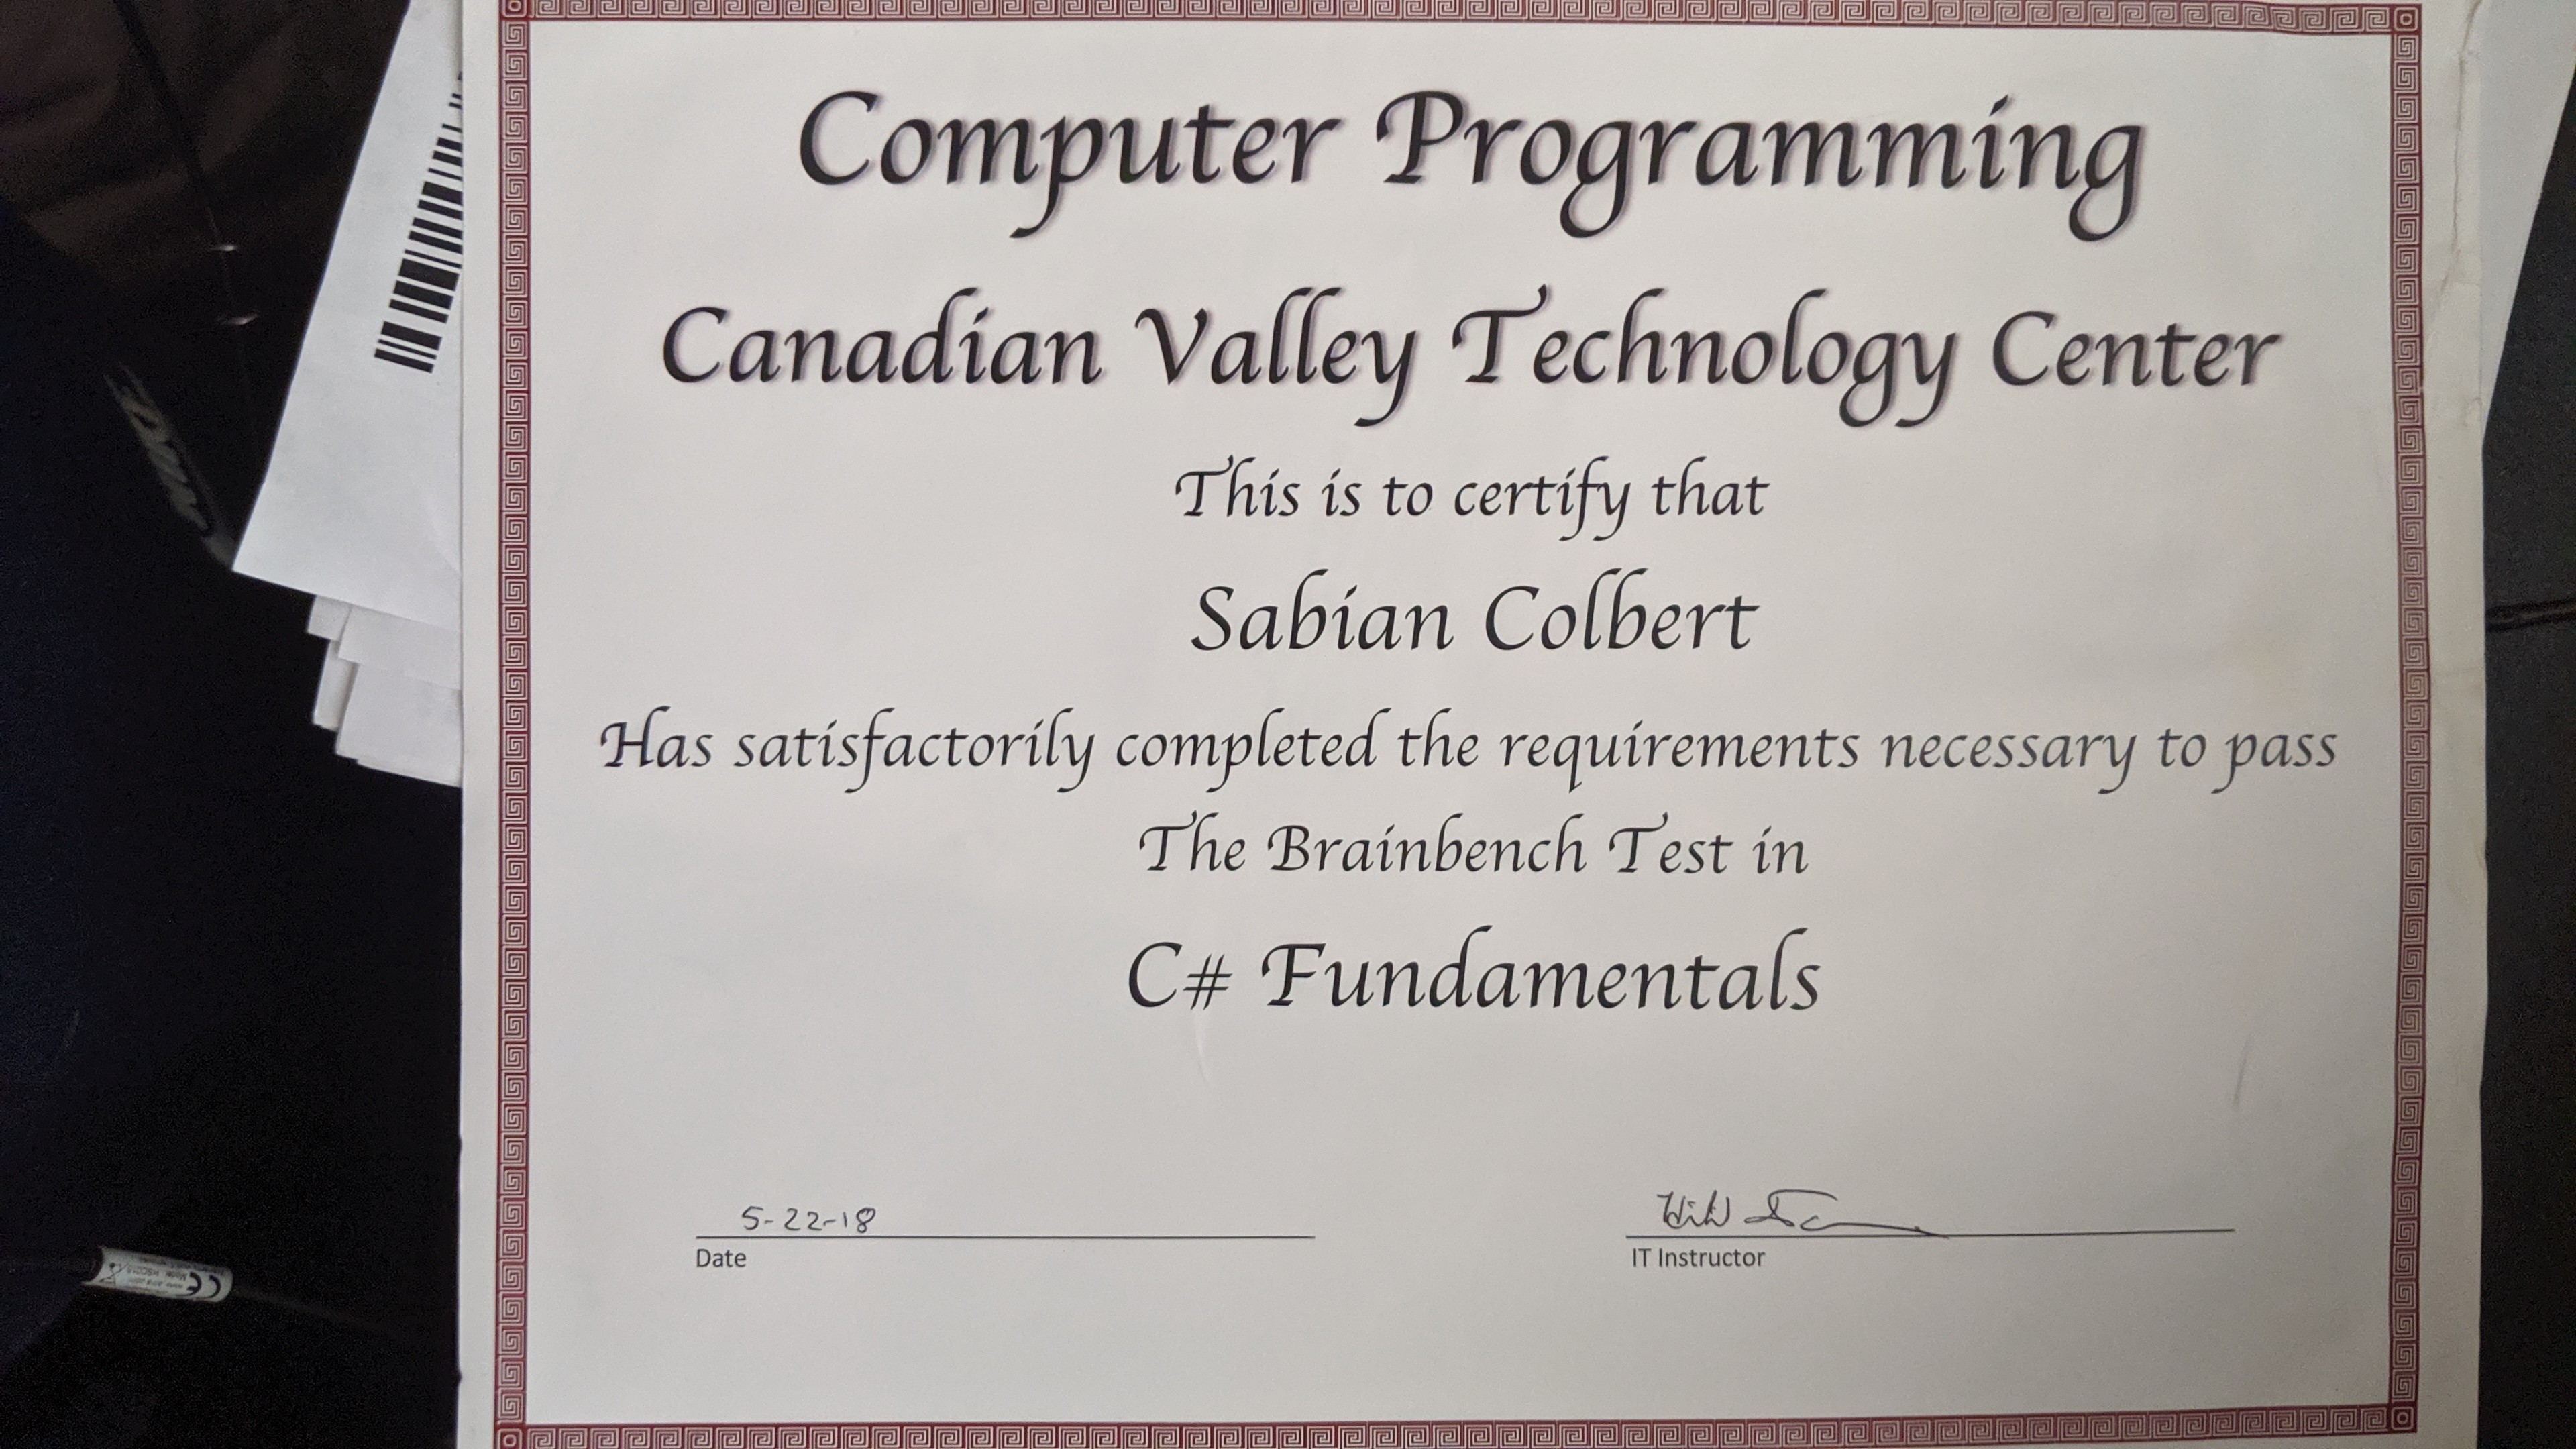 Computer Programming
Canadian Valley Technology Center
This is to certify that
Sabian Colbert
Has satisfactorily completed the requirements necessary to pass
The Brainbench Test in
C# Fundamentals
5-22-18
Date
IT Instructor